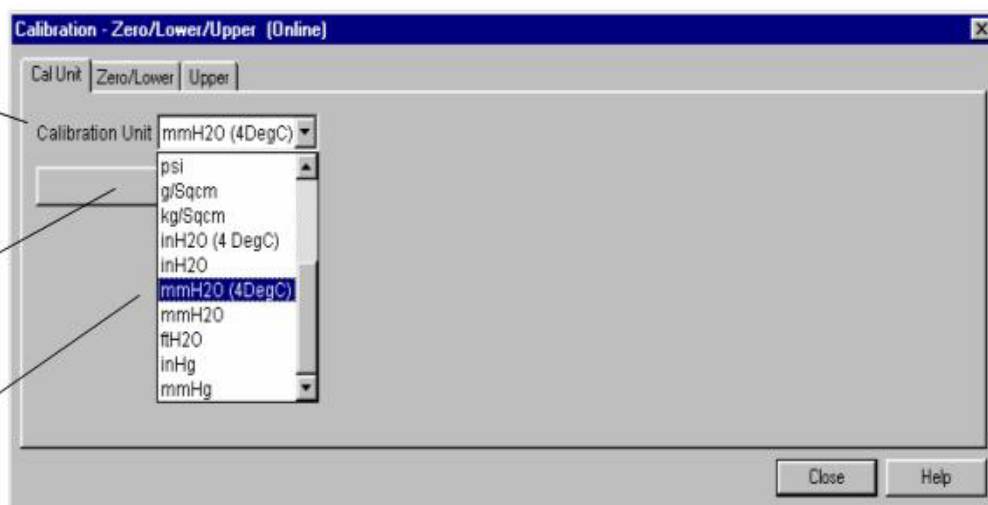 Calibration - Zero/Lower/Upper (Online)
Cal Unit Zero/Lower Upper
Calibration Unit mmH2O (4DegC)
psi
g/Sqcm
kg/Sqcm
inH2O (4 DegC)
inH2O
mmH2O (4DegC)
mmH2O
ftH2O
inHg
mmHg
Close Help